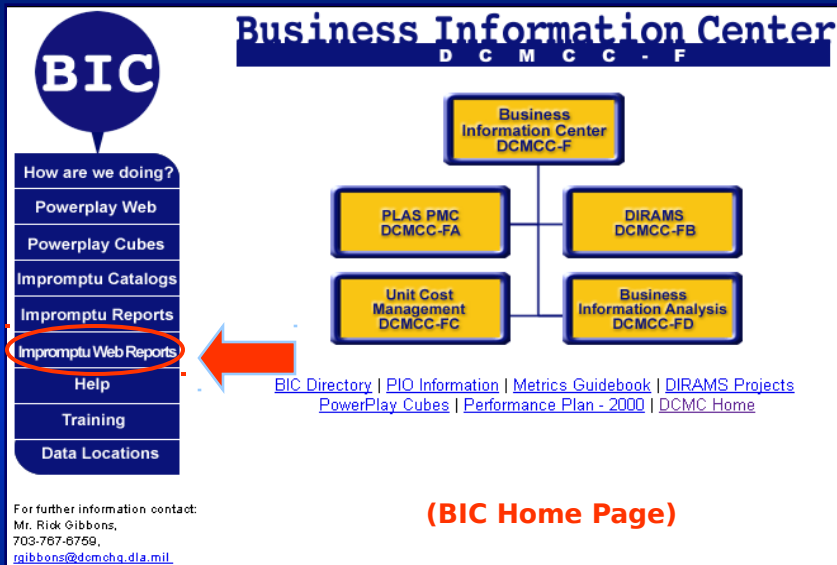 BIC
Business Information Center
DCMCC-F
How are we doing?
Powerplay Web
Powerplay Cubes
Impromptu Catalogs
Impromptu Reports
Impromptu Web Reports
Help
Training
Data Locations
Business
Information Center
DCMCC-F
PLAS PMC
DCMCC-FA
DIRAMS
DCMCC-FB
Unit Cost
Management
DCMCC-FC
Business
Information Analysis
DCMCC-FD
BIC Directory | PIO Information | Metrics Guidebook | DIRAMS Projects
PowerPlay Cubes | Performance Plan - 2000 | DCMC Home
(BIC Home Page)
For further information contact:
Mr. Rick Gibbons,
703-767-6759,
rgibbons@dcmchq.dla.mil